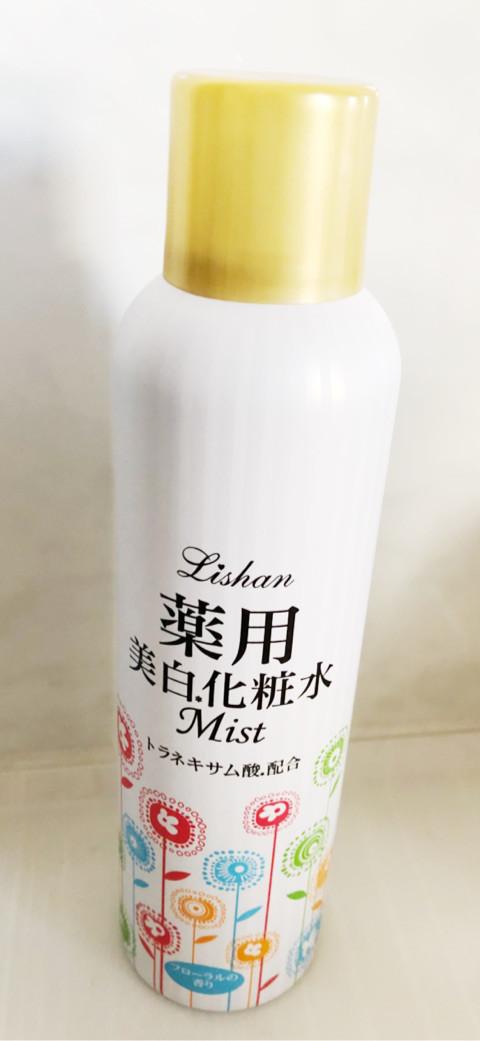 Lishan
薬用
美白.化粧水
Mist
トラネキサム酸.配合
フローラルの
香り